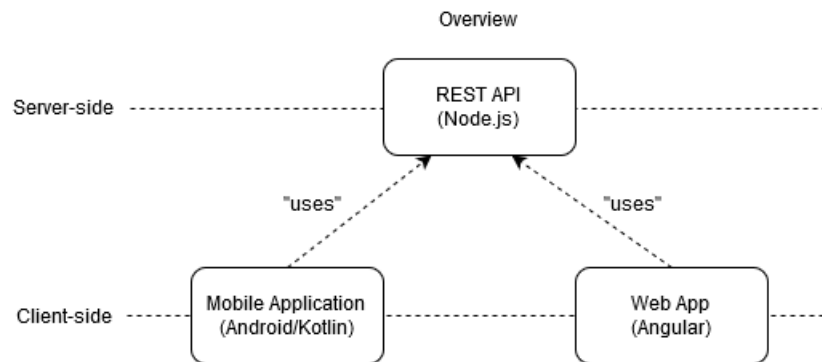 Overview
Server-side
REST API
(Node.js)
"uses"
"uses"
Client-side
Mobile Application
(Android/Kotlin)
Web App
(Angular)